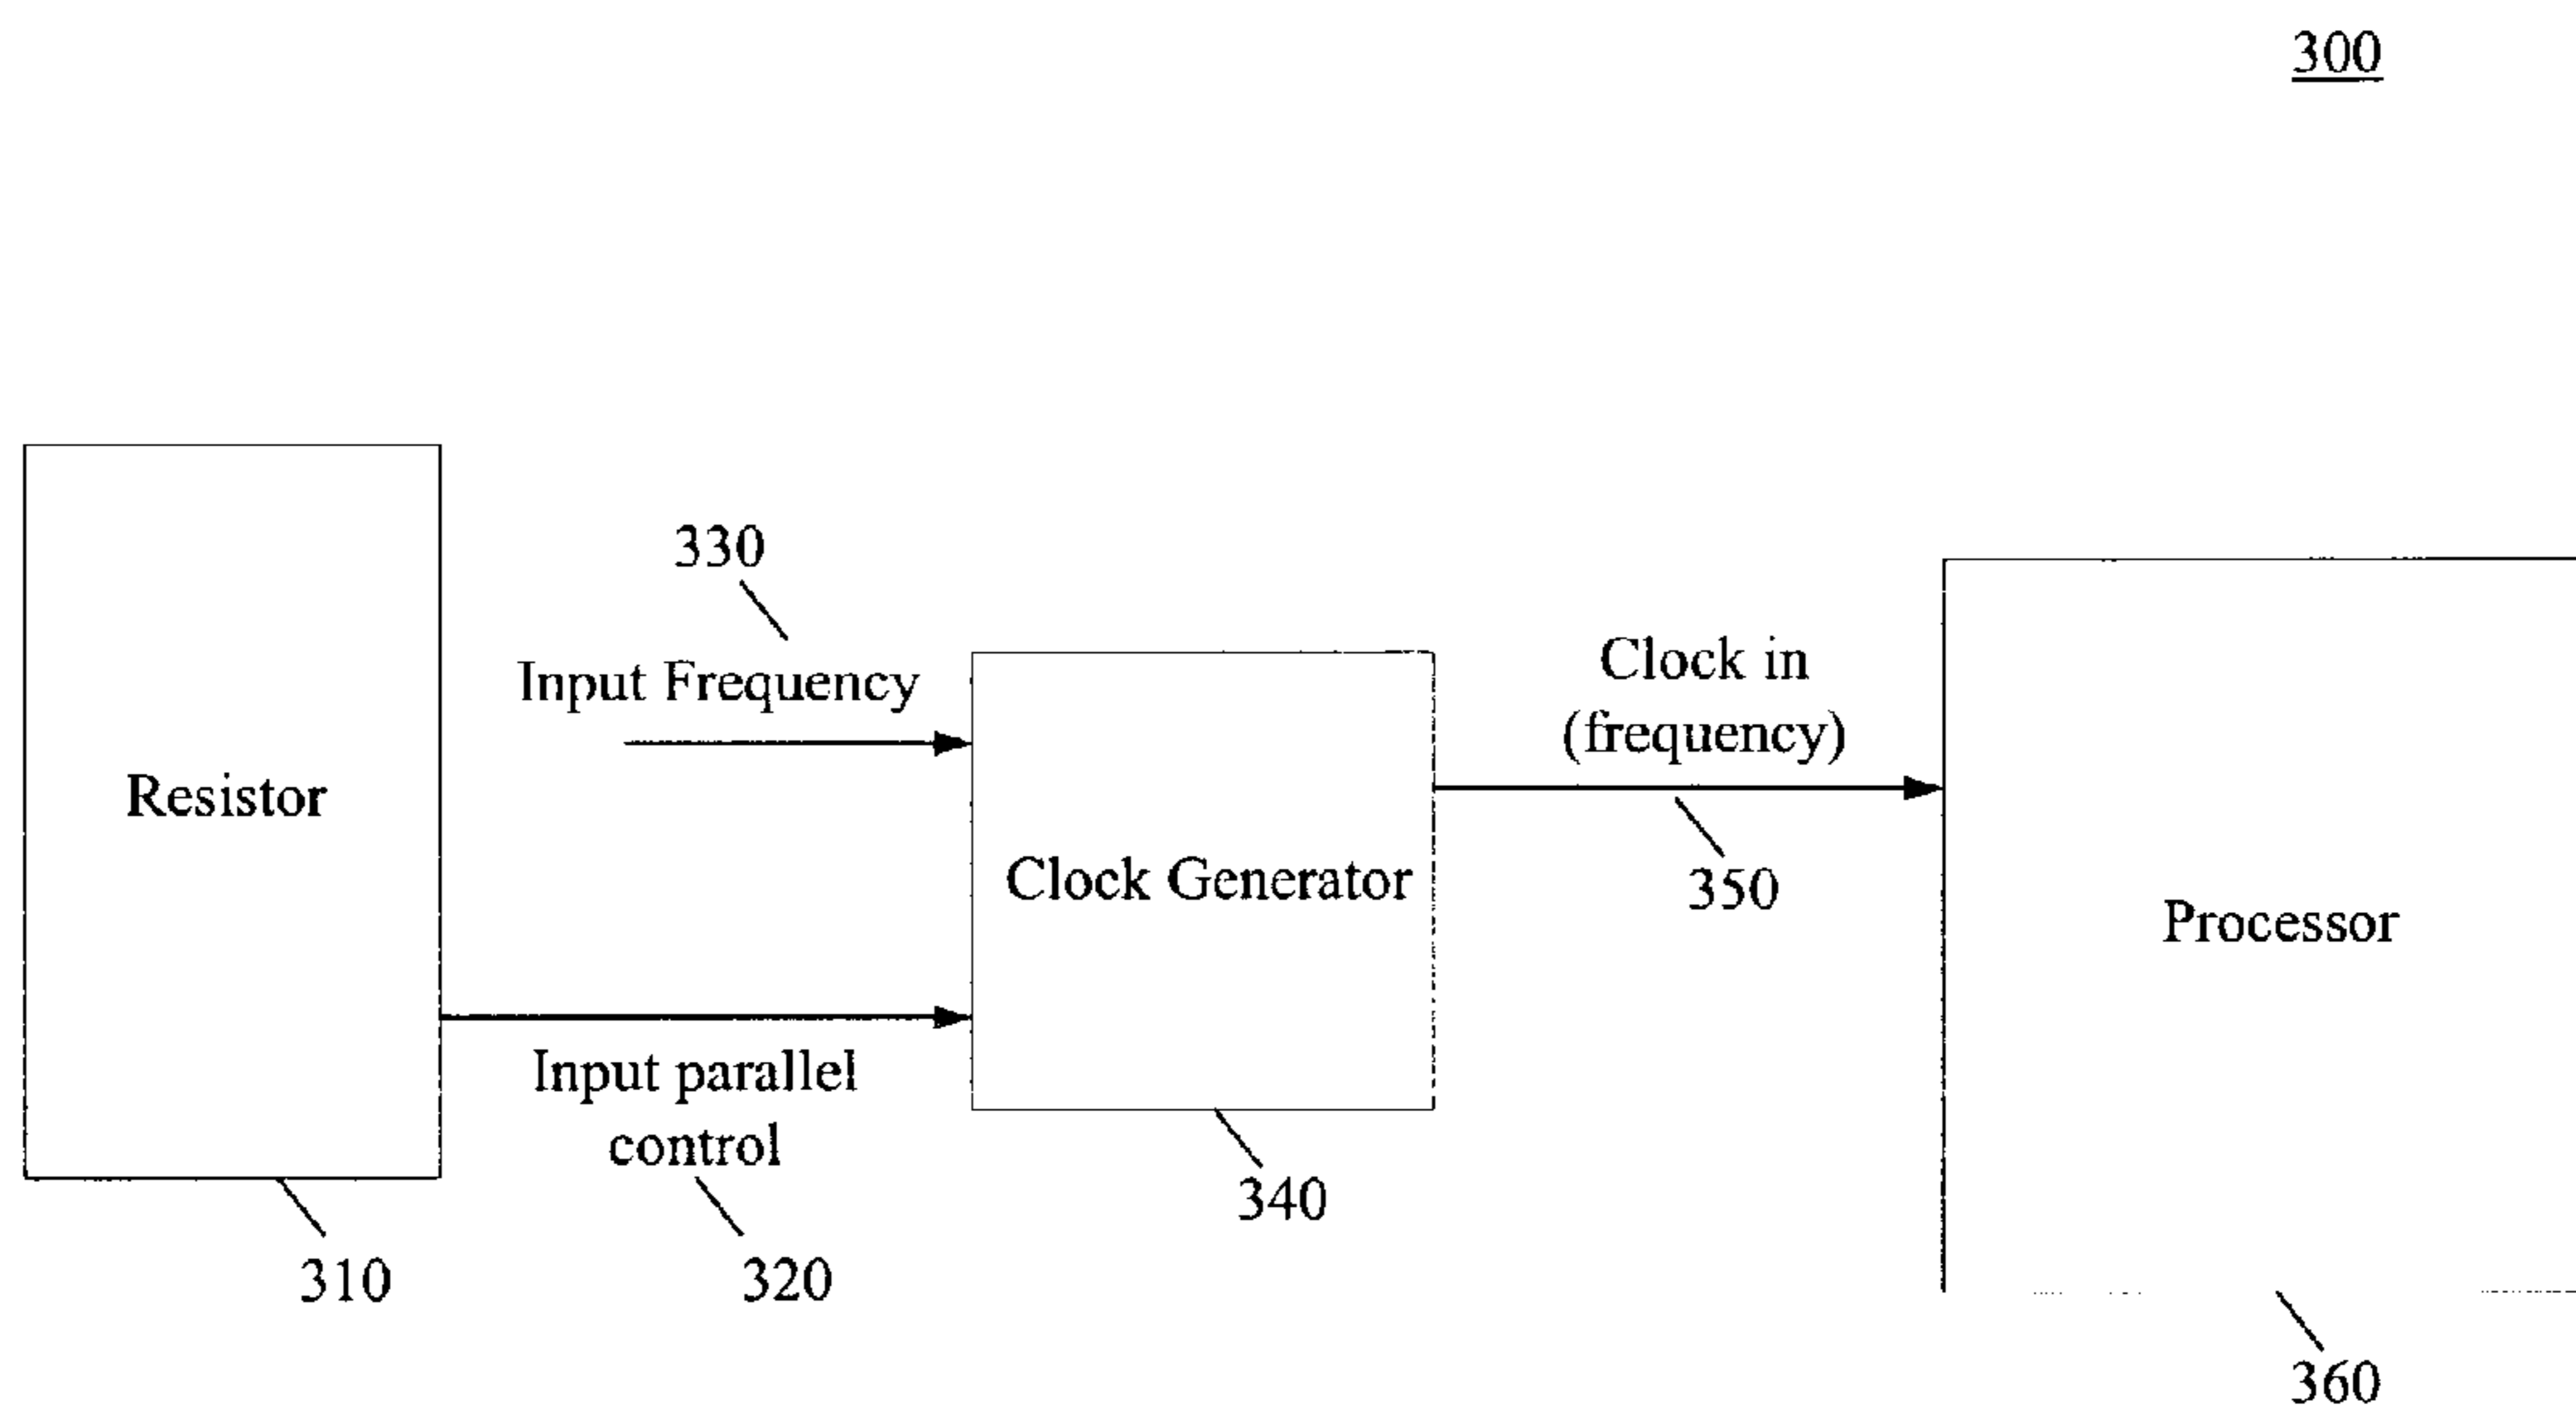 300
330
Input Frequency
Clock in
(frequency)
Resistor
Clock Generator
350
Processor
Input parallel
control
340
310
320
360